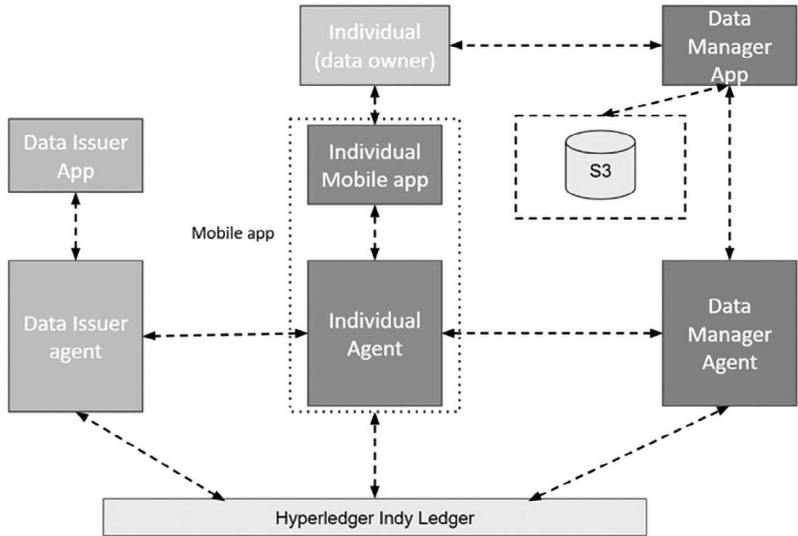 Individual
(data owner)
Data
Manager
App
Data Issuer
App
Individual
Mobile app
S3
Mobile app
Data Issuer
agent
Individual
Agent
Data
Manager
Agent
Hyperledger Indy Ledger